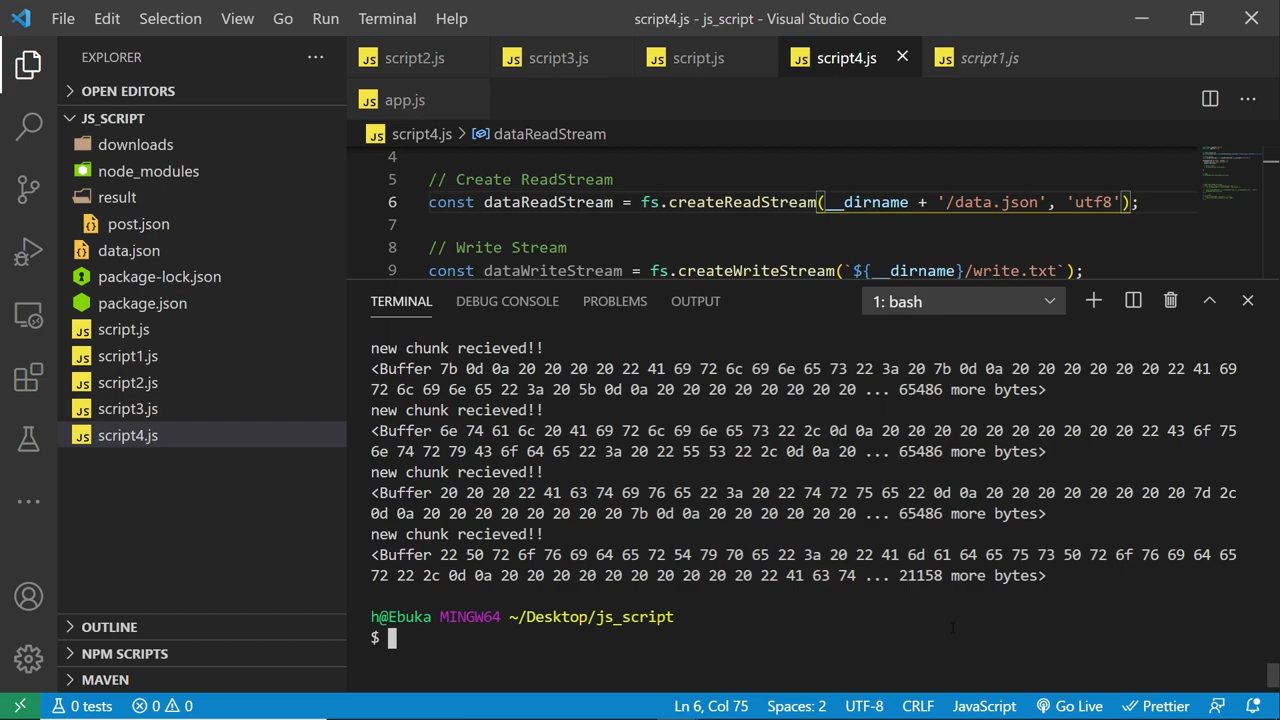 File Edit Selection View Go Run Terminal Help script4.js - js_script - Visual Studio Code
EXPLORER
OPEN EDITORS
JS_SCRIPT
downloads
node_modules
result
post.json
data.json
package-lock.json
package.json
script.js
script1.js
script2.js
script3.js
script4.js
OUTLINE
NPM SCRIPTS
MAVEN
JS script2.js JS script3.js JS script.js JS script4.js JS script1.js
JS app.js
JS script4.js > dataReadStream
4
5 // Create ReadStream
6 const dataReadStream = fs.createReadStream(__dirname + '/data.json', 'utf8');
7
8 // Write Stream
9 const dataWriteStream = fs.createWriteStream(`${__dirname}/write.txt`);
TERMINAL DEBUG CONSOLE PROBLEMS OUTPUT 1: bash
new chunk recieved!!
<Buffer 7b 0d 0a 20 20 20 20 22 41 69 72 6c 69 6e 65 73 22 3a 20 7b 0d 0a 20 20 20 20 20 20 22 41 69
72 6c 69 6e 65 22 3a 20 5b 0d 0a 20 20 20 20 20 20 20 20 ... 65486 more bytes>
new chunk recieved!!
<Buffer 6e 74 61 6c 20 41 69 72 6c 69 6e 65 73 22 2c 0d 0a 20 20 20 20 20 20 20 20 20 20 22 43 6f 75
6e 74 72 79 43 6f 64 65 22 3a 20 22 55 53 22 2c 0d 0a 20 ... 65486 more bytes>
new chunk recieved!!
<Buffer 20 20 20 22 41 63 74 69 76 65 22 3a 20 22 74 72 75 65 22 0d 0a 20 20 20 20 20 20 20 20 7d 2c
0d 0a 20 20 20 20 20 20 20 20 7b 0d 0a 20 20 20 20 20 20 ... 65486 more bytes>
new chunk recieved!!
<Buffer 22 50 72 6f 76 69 64 65 72 54 79 70 65 22 3a 20 22 41 6d 61 64 65 75 73 50 72 6f 76 69 64 65
72 22 2c 0d 0a 20 20 20 20 20 20 20 20 20 20 22 41 63 74 ... 21158 more bytes>
h@Ebuka MINGW64 ~/Desktop/js_script
$
0 tests 0 0 Ln 6, Col 75 Spaces: 2 UTF-8 CRLF JavaScript Go Live Prettier